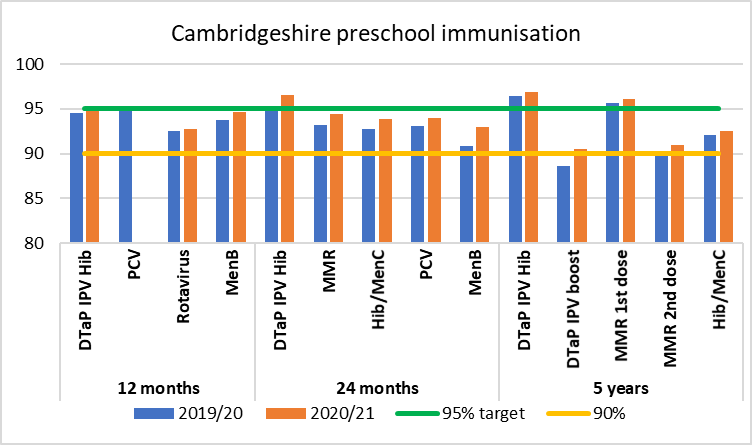 Cambridgeshire preschool immunisation
100
95
90
85
80
DTaP IPV Hib
PCV
Rotavirus
MenB
DTaP IPV Hib
MMR
Hib/MenC
PCV
MenB
DTaP IPV Hib
DTaP IPV boost
MMR 1st dose
MMR 2nd dose
Hib/MenC
12 months
24 months
5 years
2019/20
2020/21
95% target
90%